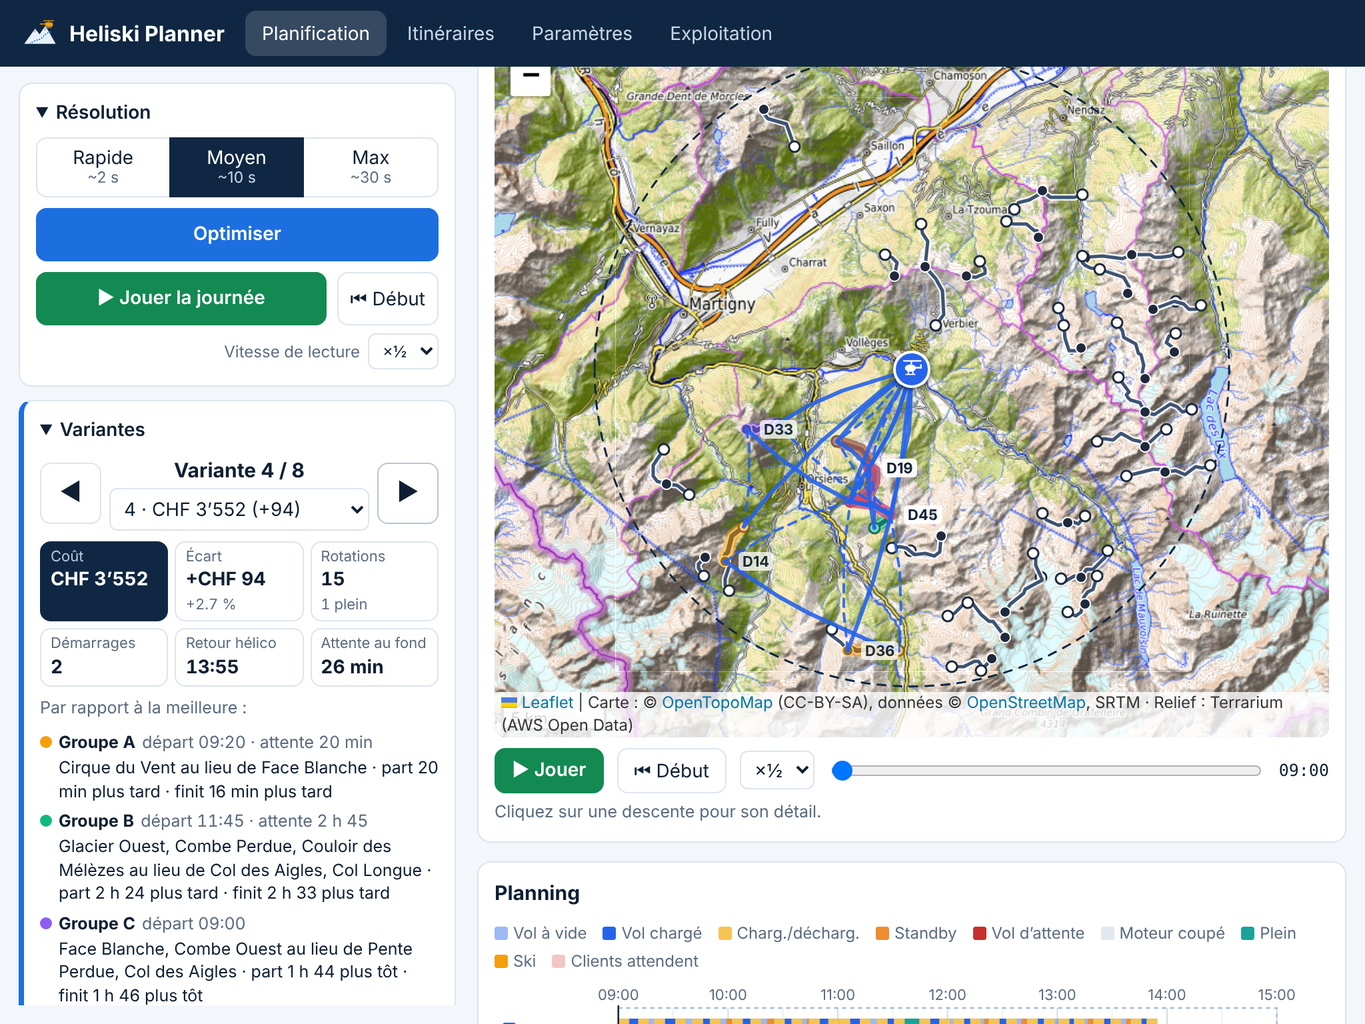 Heliski Planner
Planification
Itinéraires
Paramètres
Exploitation
▼ Résolution
Rapide
~2 s
Moyen
~10 s
Max
~30 s
Optimiser
▶ Jouer la journée
⏮ Début
Vitesse de lecture
×½
▼ Variantes
◀
Variante 4 / 8
4 · CHF 3’552 (+94)
▶
Coût
CHF 3’552
Écart
+CHF 94
+2.7 %
Rotations
15
1 plein
Démarrages
2
Retour hélico
13:55
Attente au fond
26 min
Par rapport à la meilleure :
Groupe A départ 09:20 · attente 20 min
Cirque du Vent au lieu de Face Blanche · part 20
min plus tard · finit 16 min plus tard
Groupe B départ 11:45 · attente 2 h 45
Glacier Ouest, Combe Perdue, Couloir des
Mélèzes au lieu de Col des Aigles, Col Longue ·
part 2 h 24 plus tard · finit 2 h 33 plus tard
Groupe C départ 09:00
Face Blanche, Combe Ouest au lieu de Pente
Perdue, Col des Aigles · part 1 h 44 plus tôt ·
finit 1 h 46 plus tôt
−
Chamoson
Grande Dent de Morcles
Nendaz
Saillon
Saxon
La Tzoumaz
Fully
Vernayaz
Charrat
Martigny
Verbier
Vollèges
D33
D19
Orsières
D45
D14
D36
Lac des Dix
Lac de Mauvoisin
La Ruinette
Leaflet | Carte : © OpenTopoMap (CC-BY-SA), données © OpenStreetMap, SRTM · Relief : Terrarium
(AWS Open Data)
4314
▶ Jouer
⏮ Début
×½
09:00
Cliquez sur une descente pour son détail.
Planning
Vol à vide
Vol chargé
Charg./décharg.
Standby
Vol d’attente
Moteur coupé
Plein
Ski
Clients attendent
09:00
10:00
11:00
12:00
13:00
14:00
15:00